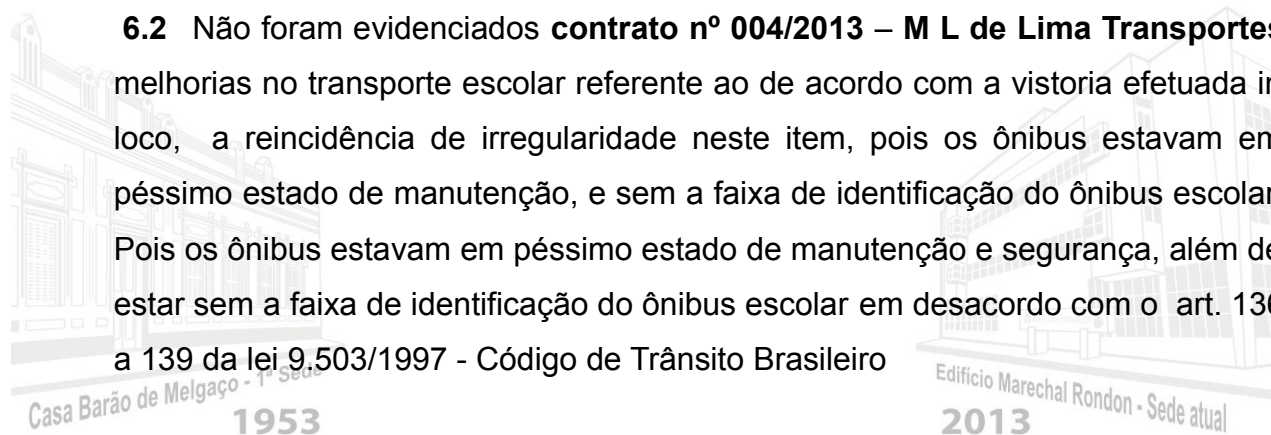 6.2 Não foram evidenciados contrato nº 004/2013 – M L de Lima Transportes
melhorias no transporte escolar referente ao de acordo com a vistoria efetuada in
loco, a reincidência de irregularidade neste item, pois os ônibus estavam em
péssimo estado de manutenção, e sem a faixa de identificação do ônibus escolar
Pois os ônibus estavam em péssimo estado de manutenção e segurança, além de
estar sem a faixa de identificação do ônibus escolar em desacordo com o art. 136
a 139 da lei 9.503/1997 - Código de Trânsito Brasileiro
Casa Barão de Melgaço - 1ª Sede
1953
Edifício Marechal Rondon - Sede atual
2013